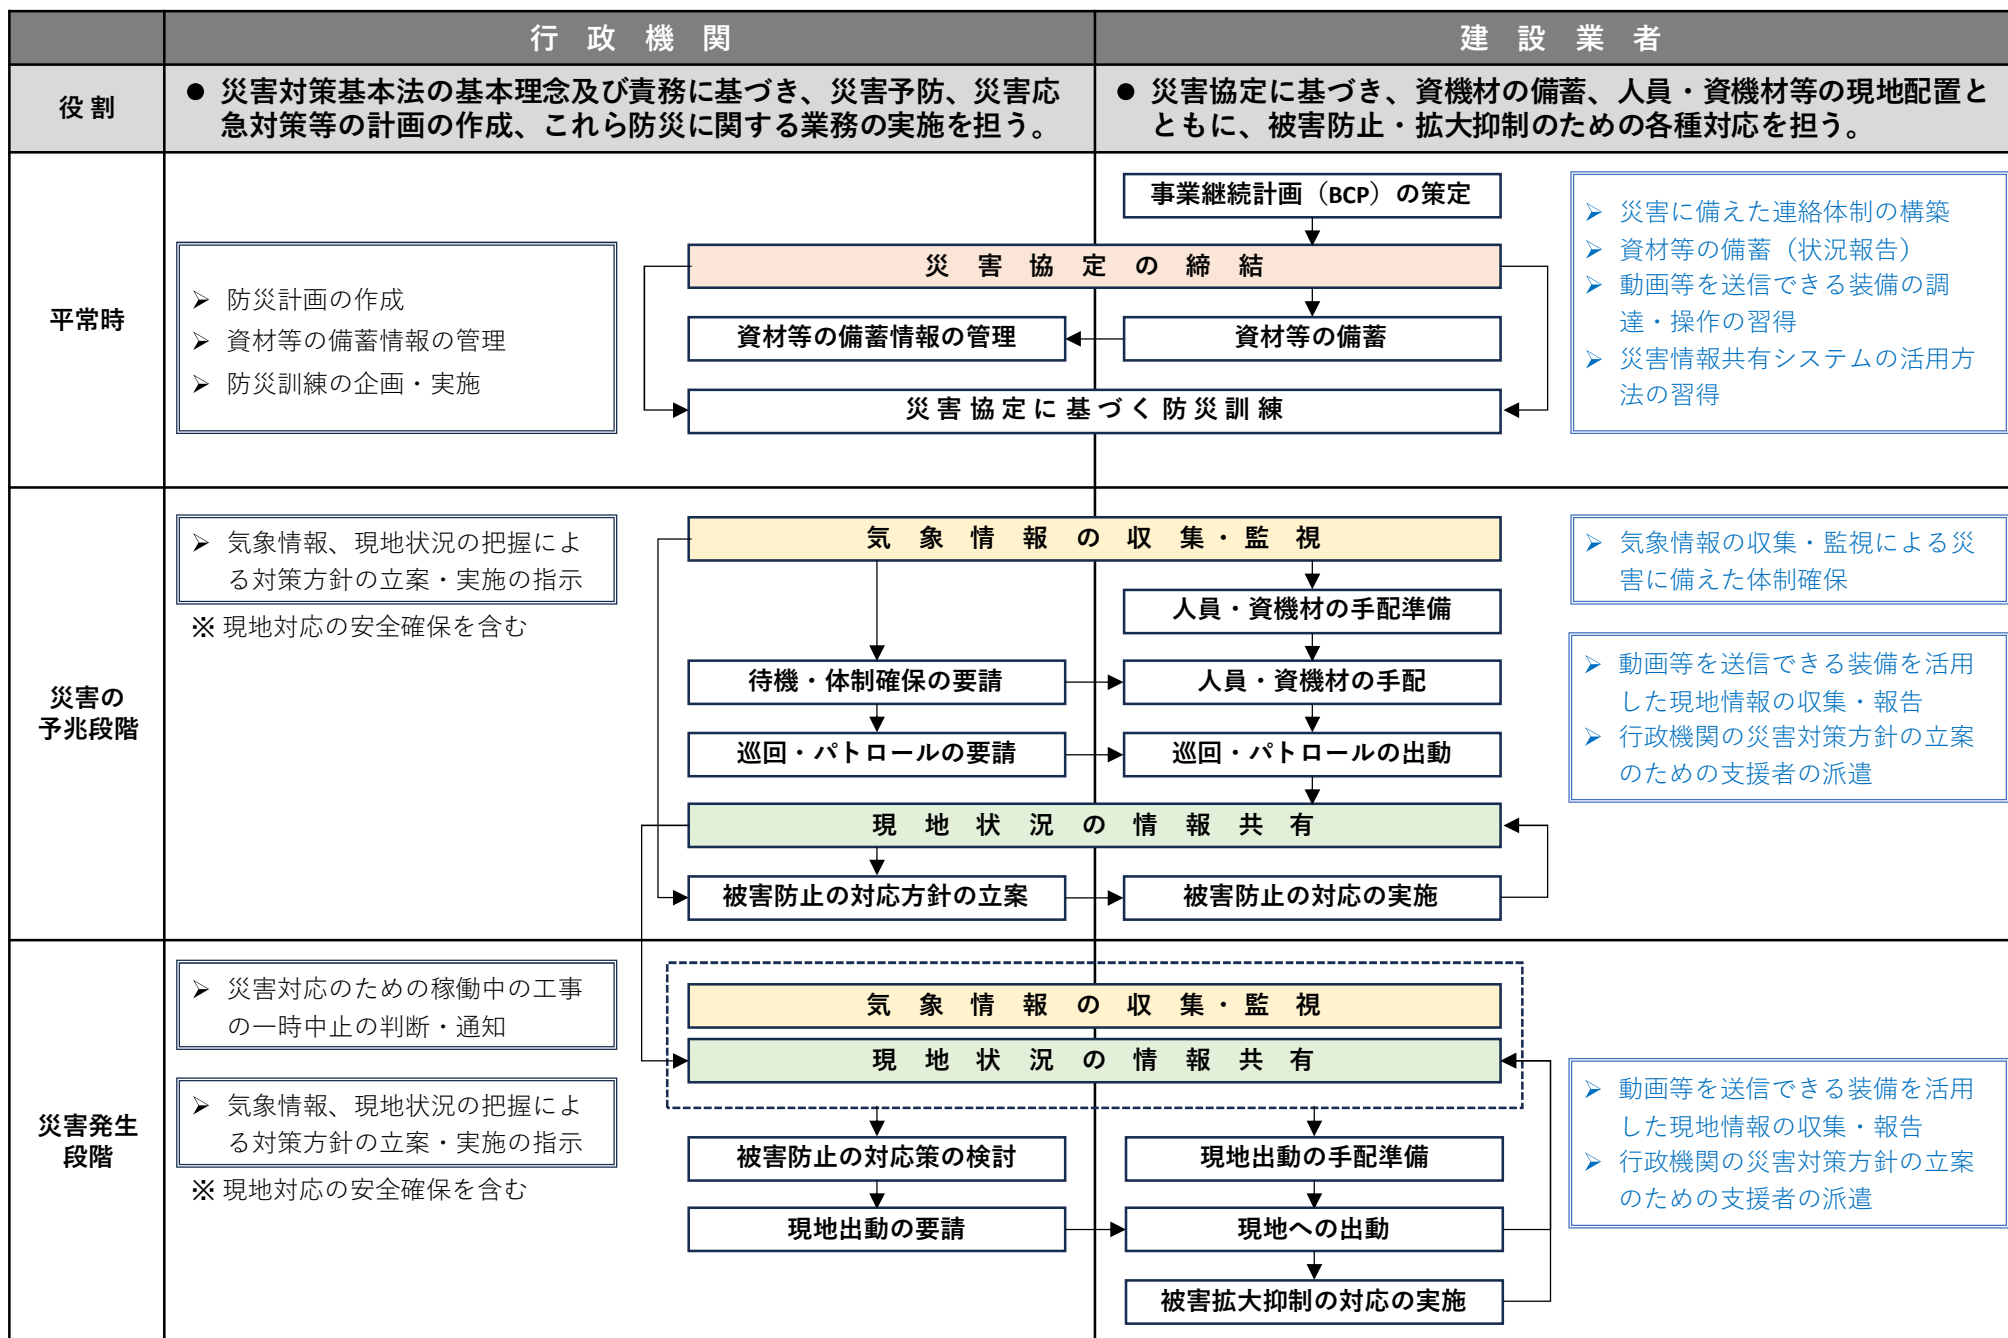 行政機関
建設業者
役割
● 災害対策基本法の基本理念及び責務に基づき、災害予防、災害応
急対策等の計画の作成、これら防災に関する業務の実施を担う。
● 災害協定に基づき、資機材の備蓄、人員・資機材等の現地配置と
ともに、被害防止・拡大抑制のための各種対応を担う。
平常時
➢ 防災計画の作成
➢ 資材等の備蓄情報の管理
➢ 防災訓練の企画・実施
事業継続計画（BCP）の策定
災害協定の締結
資材等の備蓄情報の管理
資材等の備蓄
災害協定に基づく防災訓練
➢ 災害に備えた連絡体制の構築
➢ 資材等の備蓄（状況報告）
➢ 動画等を送信できる装備の調
達・操作の習得
➢ 災害情報共有システムの活用方
法の習得
災害の
予兆段階
➢ 気象情報、現地状況の把握によ
る対策方針の立案・実施の指示
※ 現地対応の安全確保を含む
気象情報の収集・監視
人員・資機材の手配準備
待機・体制確保の要請
人員・資機材の手配
巡回・パトロールの要請
巡回・パトロールの出動
現地状況の情報共有
被害防止の対応方針の立案
被害防止の対応の実施
➢ 気象情報の収集・監視による災
害に備えた体制確保
➢ 動画等を送信できる装備を活用
した現地情報の収集・報告
➢ 行政機関の災害対策方針の立案
のための支援者の派遣
災害発生
段階
➢ 災害対応のための稼働中の工事
の一時中止の判断・通知
➢ 気象情報、現地状況の把握によ
る対策方針の立案・実施の指示
※ 現地対応の安全確保を含む
気象情報の収集・監視
現地状況の情報共有
被害防止の対応策の検討
現地出動の手配準備
現地出動の要請
現地への出動
被害拡大抑制の対応の実施
➢ 動画等を送信できる装備を活用
した現地情報の収集・報告
➢ 行政機関の災害対策方針の立案
のための支援者の派遣